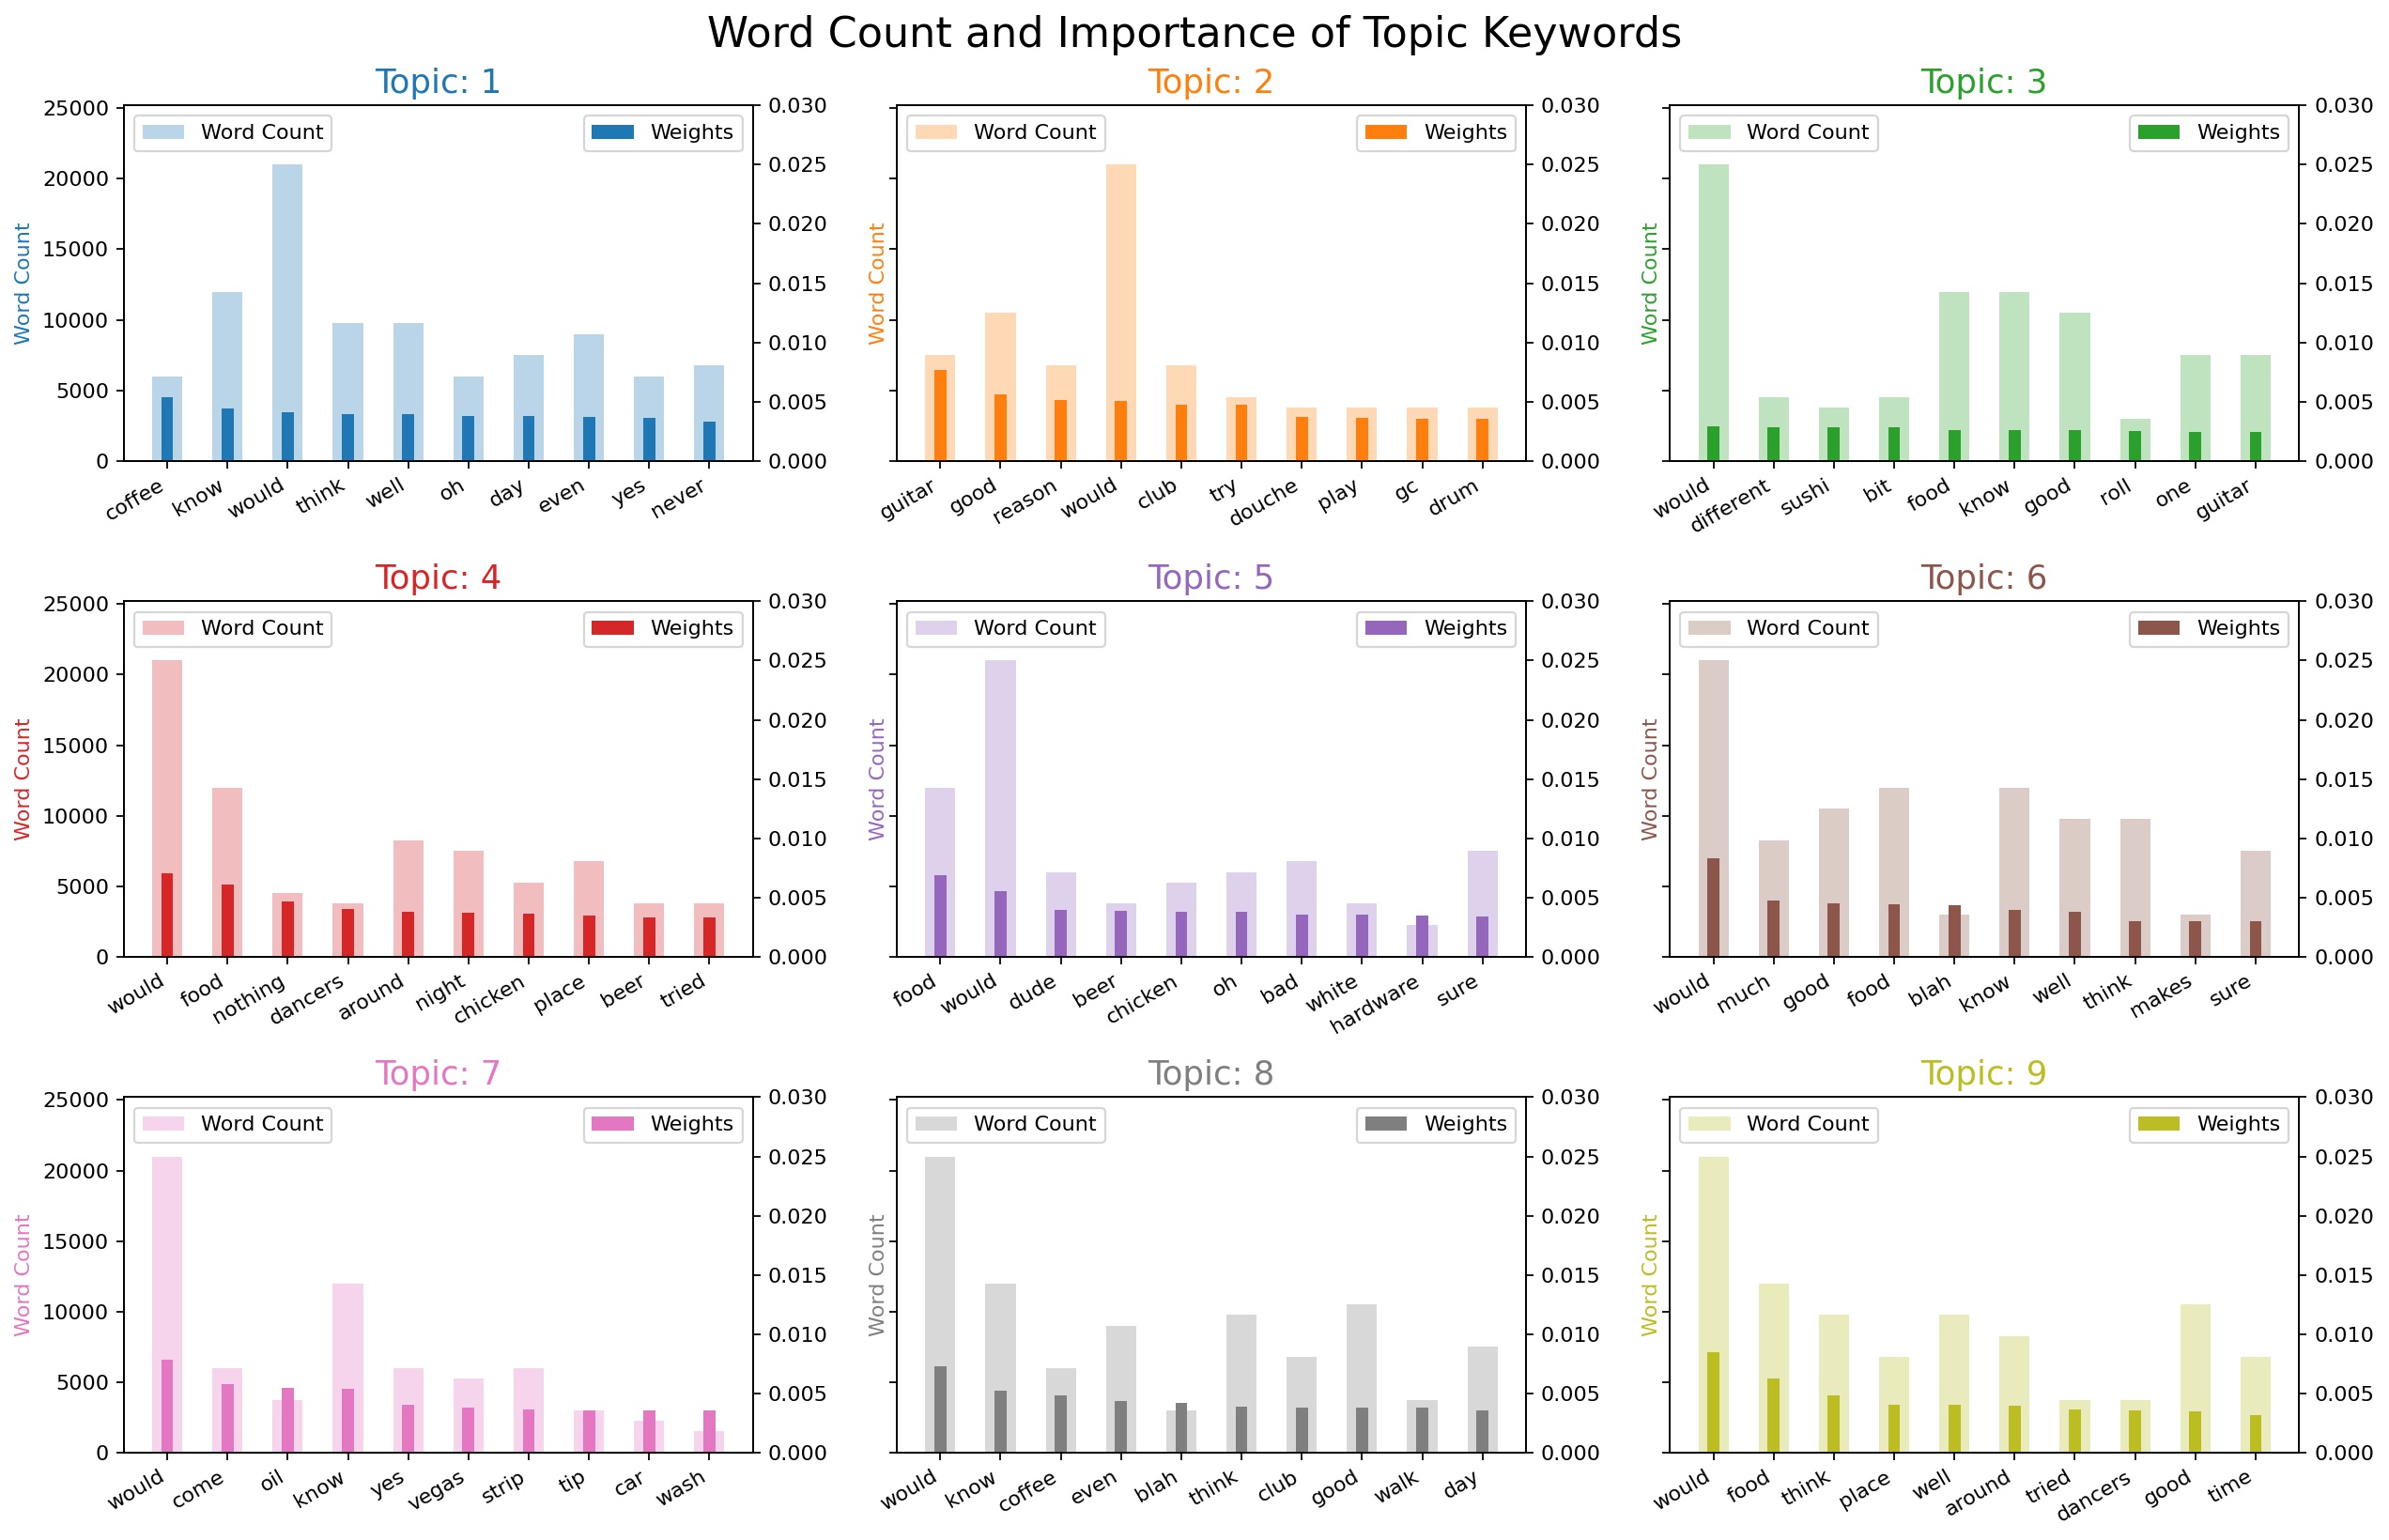 Word Count and Importance of Topic Keywords
Topic: 1
Word Count
Weights
Word Count
25000
20000
15000
10000
5000
0
0.030
0.025
0.020
0.015
0.010
0.005
0.000
coffee know would think well oh day even yes never
Topic: 2
Word Count
Weights
Word Count
0.030
0.025
0.020
0.015
0.010
0.005
0.000
guitar good reason would club try douche play gc drum
Topic: 3
Word Count
Weights
Word Count
0.030
0.025
0.020
0.015
0.010
0.005
0.000
would different sushi bit food know good roll one guitar
Topic: 4
Word Count
Weights
Word Count
25000
20000
15000
10000
5000
0
0.030
0.025
0.020
0.015
0.010
0.005
0.000
would food nothing dancers around night chicken place beer tried
Topic: 5
Word Count
Weights
Word Count
0.030
0.025
0.020
0.015
0.010
0.005
0.000
food would dude beer chicken oh bad white hardware sure
Topic: 6
Word Count
Weights
Word Count
0.030
0.025
0.020
0.015
0.010
0.005
0.000
would much good food blah know well think makes sure
Topic: 7
Word Count
Weights
Word Count
25000
20000
15000
10000
5000
0
0.030
0.025
0.020
0.015
0.010
0.005
0.000
would come oil know yes vegas strip tip car wash
Topic: 8
Word Count
Weights
Word Count
0.030
0.025
0.020
0.015
0.010
0.005
0.000
would know coffee even blah think club good walk day
Topic: 9
Word Count
Weights
Word Count
0.030
0.025
0.020
0.015
0.010
0.005
0.000
would food think place well around tried dancers good time